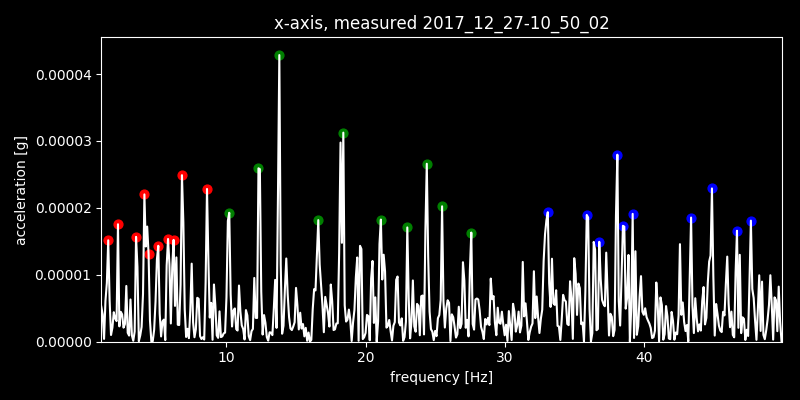 x-axis, measured 2017_12_27-10_50_02
0.00004
0.00003
0.00002
0.00001
0.00000
acceleration [g]
10 20 30 40
frequency [Hz]